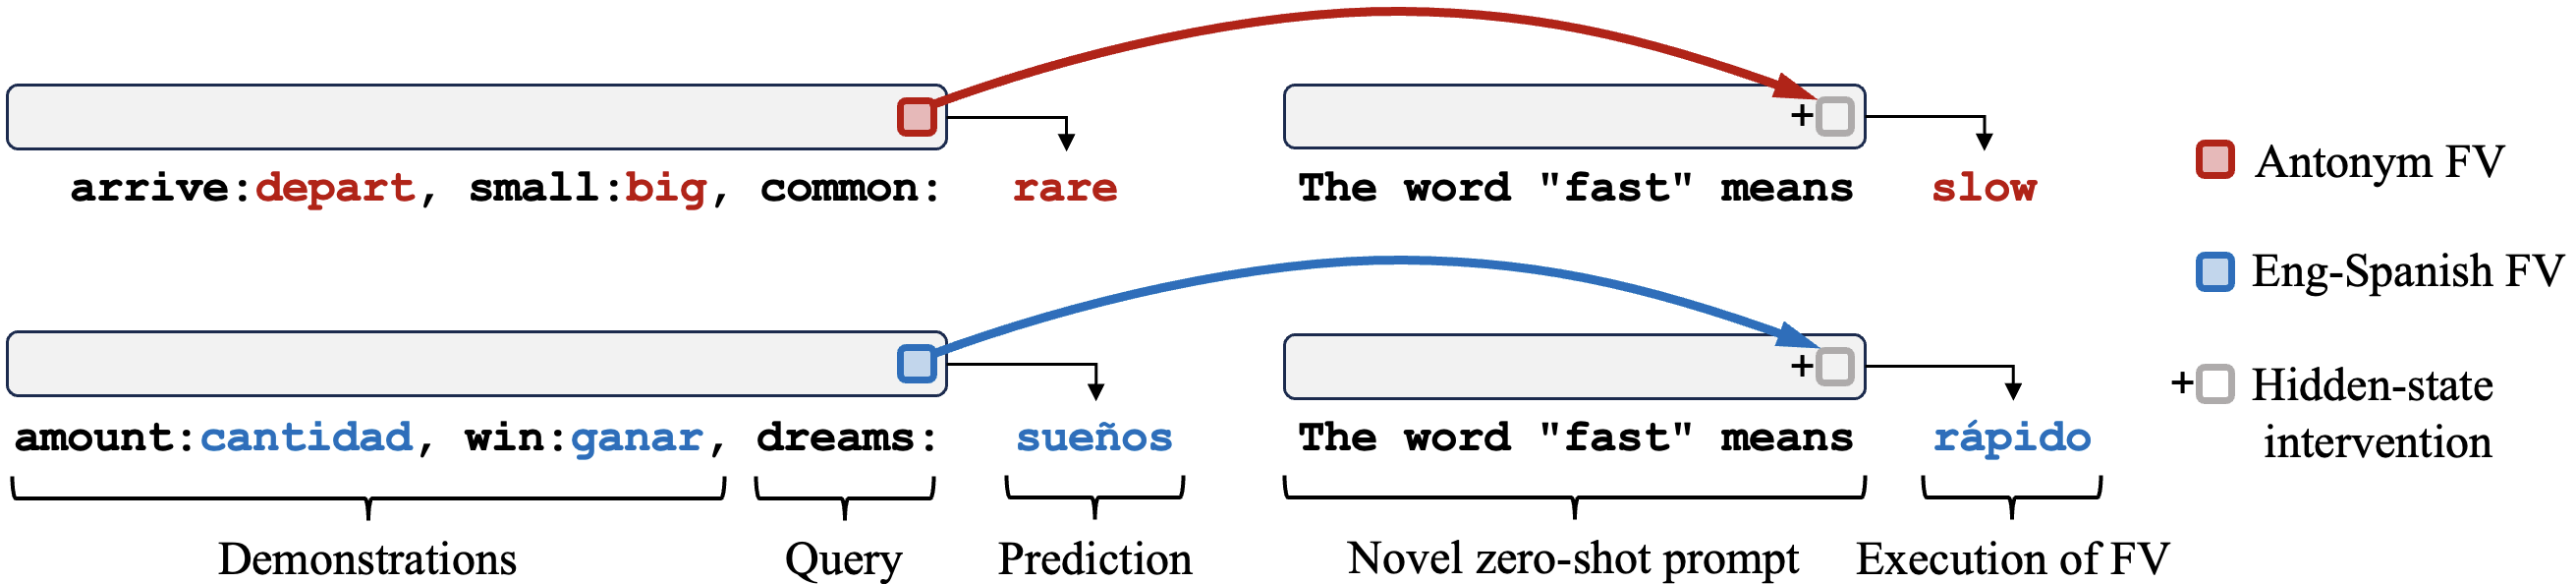 arrive:depart, small:big, common: rare
The word "fast" means slow
amount:cantidad, win:ganar, dreams: sueños
The word "fast" means rápido
Demonstrations
Query
Prediction
Novel zero-shot prompt
Execution of FV
Antonym FV
Eng-Spanish FV
+ Hidden-state
intervention
+
+